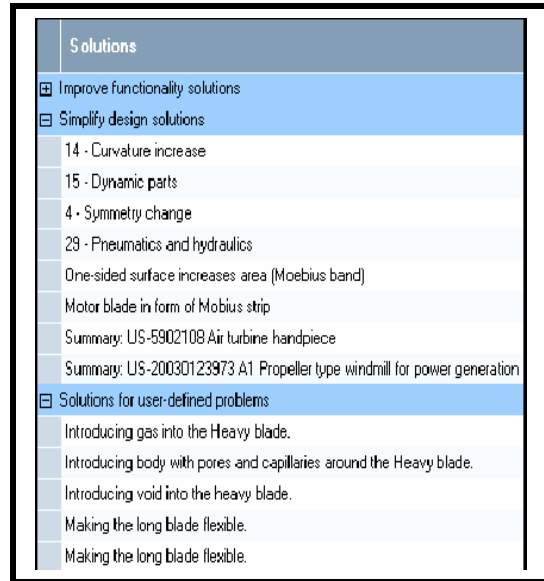 Solutions
Improve functionality solutions
Simplify design solutions
14 - Curvature increase
15 - Dynamic parts
4 - Symmetry change
29 - Pneumatics and hydraulics
One-sided surface increases area (Moebius band)
Motor blade in form of Mobius strip
Summary: US-5902108 Air turbine handpiece
Summary: US-20030123973 A1 Propeller type windmill for power generation
Solutions for user-defined problems
Introducing gas into the Heavy blade.
Introducing body with pores and capillaries around the Heavy blade.
Introducing void into the heavy blade.
Making the long blade flexible.
Making the long blade flexible.